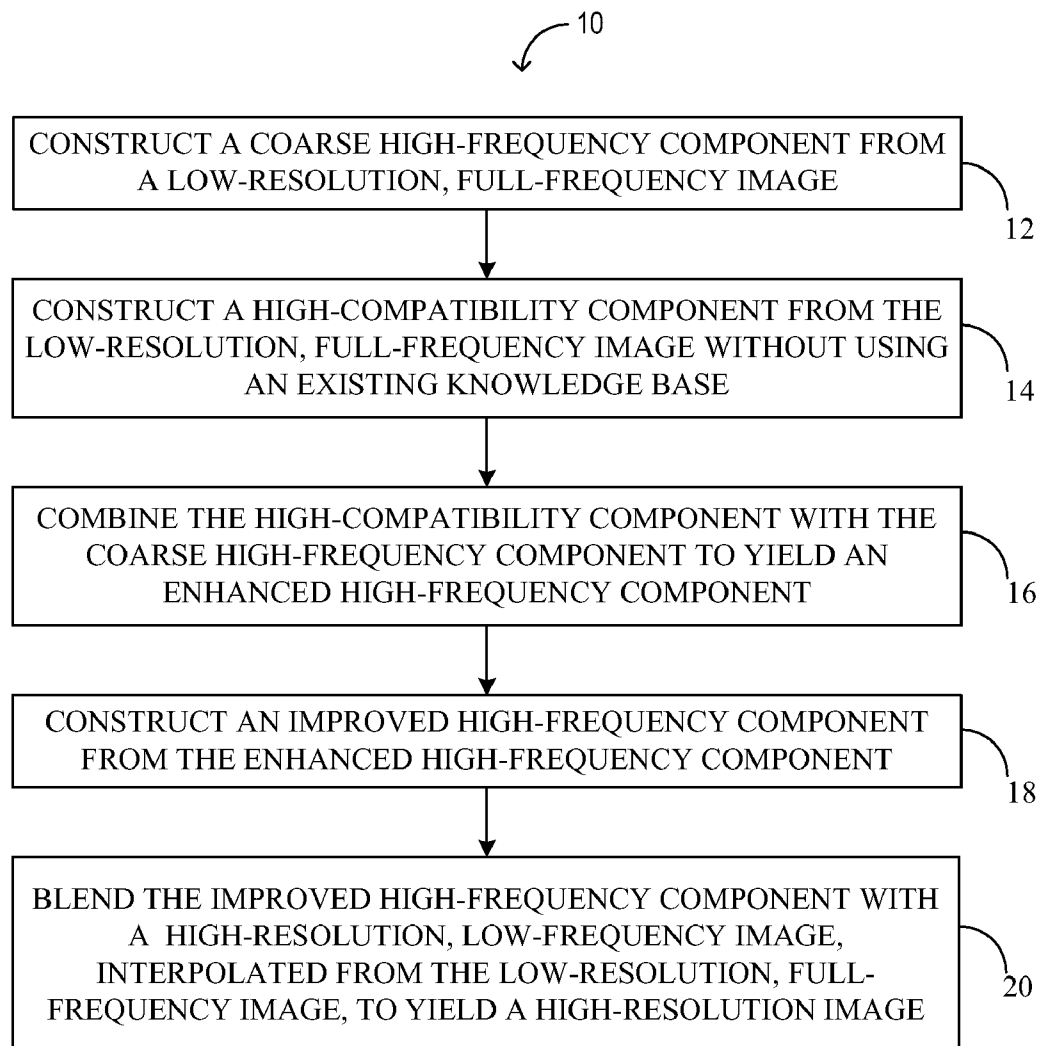 10
CONSTRUCT A COARSE HIGH-FREQUENCY COMPONENT FROM
A LOW-RESOLUTION, FULL-FREQUENCY IMAGE
12
CONSTRUCT A HIGH-COMPATIBILITY COMPONENT FROM THE
LOW-RESOLUTION, FULL-FREQUENCY IMAGE WITHOUT USING
AN EXISTING KNOWLEDGE BASE
14
COMBINE THE HIGH-COMPATIBILITY COMPONENT WITH THE
COARSE HIGH-FREQUENCY COMPONENT TO YIELD AN
ENHANCED HIGH-FREQUENCY COMPONENT
16
CONSTRUCT AN IMPROVED HIGH-FREQUENCY COMPONENT
FROM THE ENHANCED HIGH-FREQUENCY COMPONENT
18
BLEND THE IMPROVED HIGH-FREQUENCY COMPONENT WITH
A HIGH-RESOLUTION, LOW-FREQUENCY IMAGE,
INTERPOLATED FROM THE LOW-RESOLUTION, FULL-
FREQUENCY IMAGE, TO YIELD A HIGH-RESOLUTION IMAGE
20